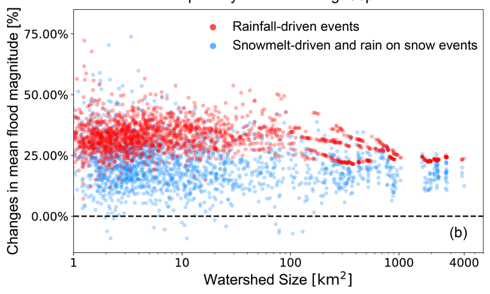 Changes in mean flood magnitude [%]
75.00%
50.00%
25.00%
0.00%
Rainfall-driven events
Snowmelt-driven and rain on snow events
(b)
1
10
100
1000
4000
Watershed Size [km²]